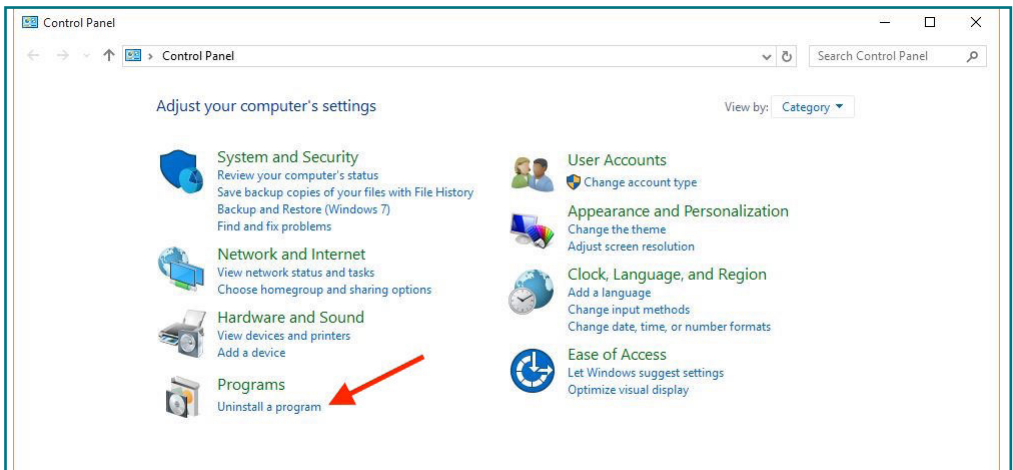 Control Panel
Control Panel
Search Control Panel
Adjust your computer's settings
View by: Category
System and Security
Review your computer's status
Save backup copies of your files with File History
Backup and Restore (Windows 7)
Find and fix problems
Network and Internet
View network status and tasks
Choose homegroup and sharing options
Hardware and Sound
View devices and printers
Add a device
Programs
Uninstall a program
User Accounts
Change account type
Appearance and Personalization
Change the theme
Adjust screen resolution
Clock, Language, and Region
Add a language
Change input methods
Change date, time, or number formats
Ease of Access
Let Windows suggest settings
Optimize visual display